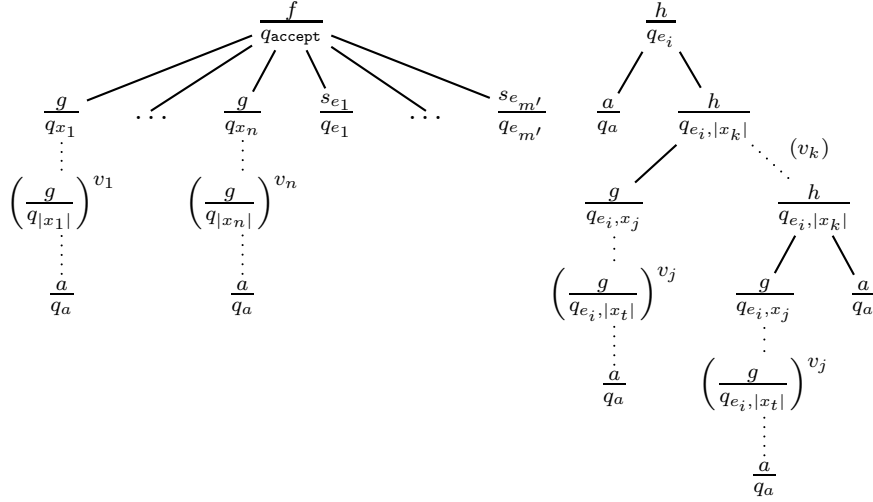 f h
q_accept q_{e_i}
g … g s_{e_1} … s_{e_{m'}} a h
q_{x_1} q_{x_n} q_{e_1} q_{e_{m'}} q_a q_{e_i,|x_k|}
(v_k)
(g / q_{|x_1|})^{v_1} (g / q_{|x_n|})^{v_n} g h
q_{e_i,x_j} q_{e_i,|x_k|}
a a (g / q_{e_i,|x_t|})^{v_j} g a
q_a q_a q_{e_i,x_j} q_a
a (g / q_{e_i,|x_t|})^{v_j}
q_a
a
q_a